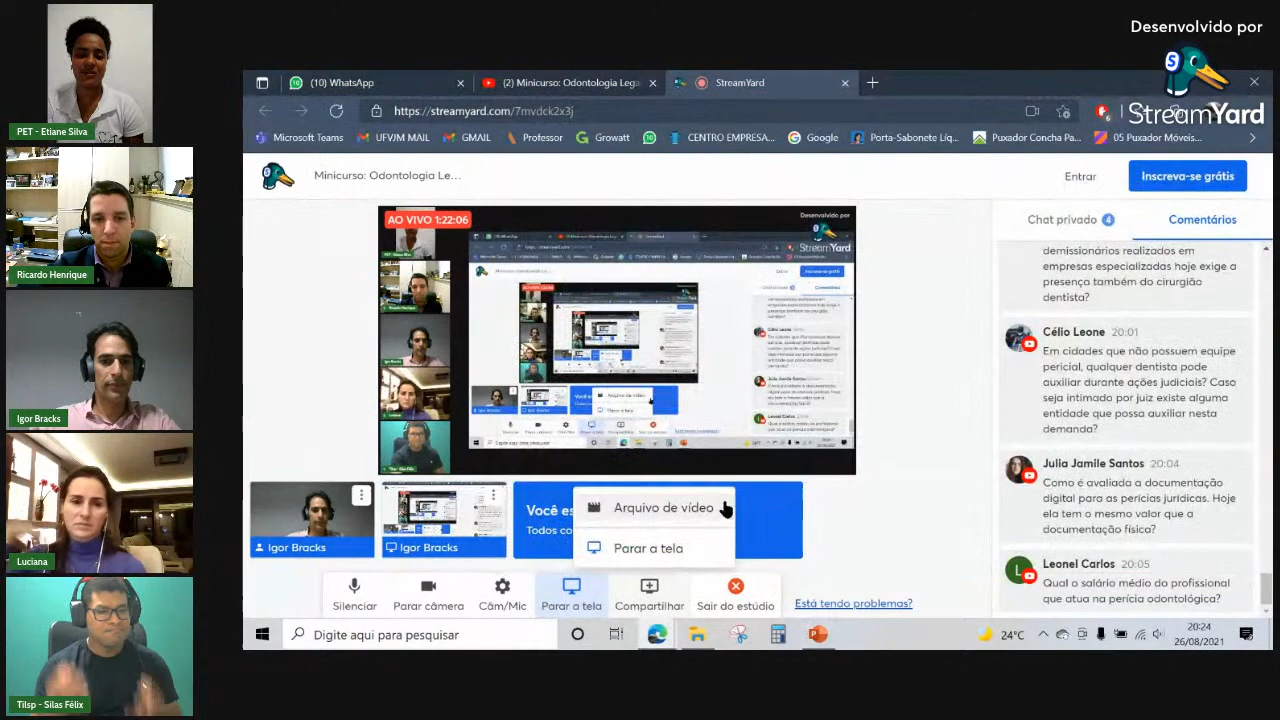 PET - Etiane Silva
Ricardo Henrique
Igor Bracks
Luciana
Tilsp - Silas Félix
Desenvolvido por
StreamYard
(10) WhatsApp
(2) Minicurso: Odontologia Lega
StreamYard
https://streamyard.com/7mvdck2x3j
Microsoft Teams
UFVJM MAIL
GMAIL
Professor
Growatt
CENTRO EMPRESA...
Google
Porta-Sabonete Líq...
Puxador Concha Pa...
05 Puxador Móveis...
Minicurso: Odontologia Le...
Entrar
Inscreva-se grátis
AO VIVO 1:22:06
Desenvolvido por
StreamYard
Chat privado 4
Comentários
demissionários realizados em
empresas especializadas hoje exige a
presença também do cirurgião
dentista?
Célio Leone 20:01
Em cidades que não possuem equipe
pericial, qualquer dentista pode
auxiliar durante ações judiciais? Caso
seja intimado por juiz existe alguma
entidade que possa auxiliar nesta
demanda?
Julia Jamile Santos 20:04
Como é avaliado a documentação
digital para as perícias jurídicas. Hoje
ela tem o mesmo valor que a
documentação física?
L
Leonel Carlos 20:05
Qual o salário médio do profissional
que atua na perícia odontológica?
Igor Bracks
Igor Bracks
Você es
Todos co
Arquivo de vídeo
Parar a tela
Silenciar
Parar câmera
Câm/Mic
Parar a tela
Compartilhar
Sair do estúdio
Está tendo problemas?
Digite aqui para pesquisar
24°C
20:24
26/08/2021